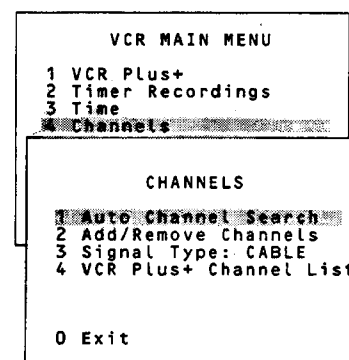 VCR MAIN MENU
1 VCR Plus+
2 Timer Recordings
3 Time
4 Channels
CHANNELS
1 Auto Channel Search
2 Add/Remove Channels
3 Signal Type: CABLE
4 VCR Plus+ Channel List
0 Exit